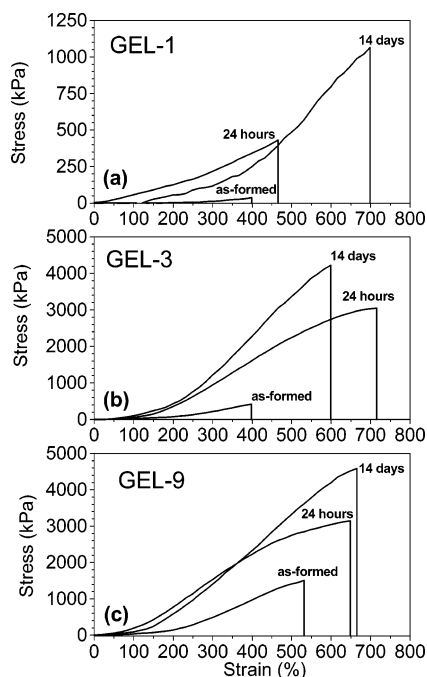 1250
GEL-1
14 days
1000
Stress (kPa)
750
500
24 hours
250
(a)
as-formed
0
0 100 200 300 400 500 600 700 800
5000
GEL-3
14 days
4000
24 hours
Stress (kPa)
3000
2000
1000
(b)
as-formed
0
0 100 200 300 400 500 600 700 800
5000
GEL-9
14 days
4000
24 hours
Stress (kPa)
3000
2000
as-formed
1000
(c)
0
0 100 200 300 400 500 600 700 800
Strain (%)